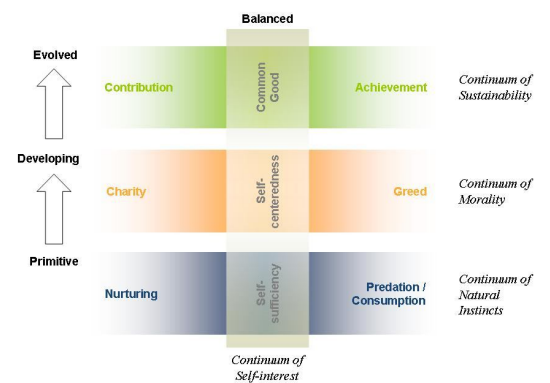 Balanced
Evolved
Contribution
Common
Good
Achievement
Continuum of
Sustainability
Developing
Charity
Self-
centeredness
Greed
Continuum of
Morality
Primitive
Nurturing
Self-
sufficiency
Predation /
Consumption
Continuum of
Natural
Instincts
Continuum of
Self-interest